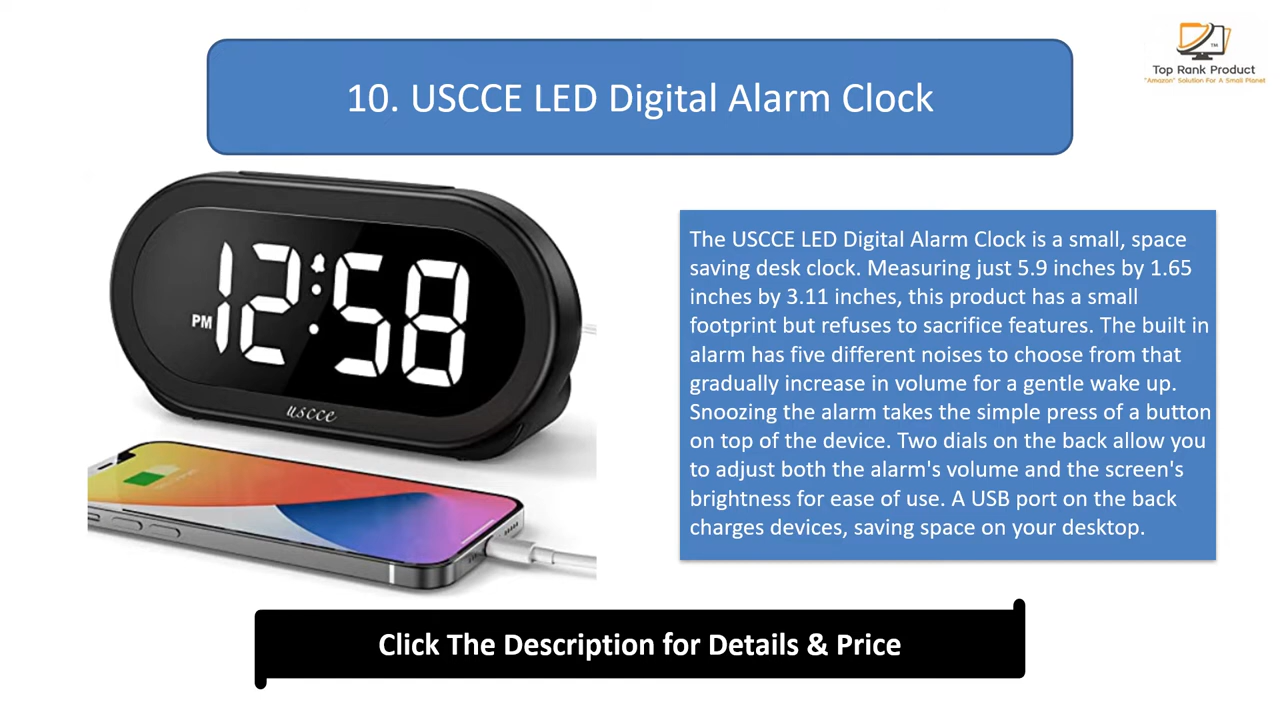 10. USCCE LED Digital Alarm Clock
TM
Top Rank Product
"Amazon" Solution For A Small Planet
PM 12:58
uscce
The USCCE LED Digital Alarm Clock is a small, space
saving desk clock. Measuring just 5.9 inches by 1.65
inches by 3.11 inches, this product has a small
footprint but refuses to sacrifice features. The built in
alarm has five different noises to choose from that
gradually increase in volume for a gentle wake up.
Snoozing the alarm takes the simple press of a button
on top of the device. Two dials on the back allow you
to adjust both the alarm's volume and the screen's
brightness for ease of use. A USB port on the back
charges devices, saving space on your desktop.
Click The Description for Details & Price